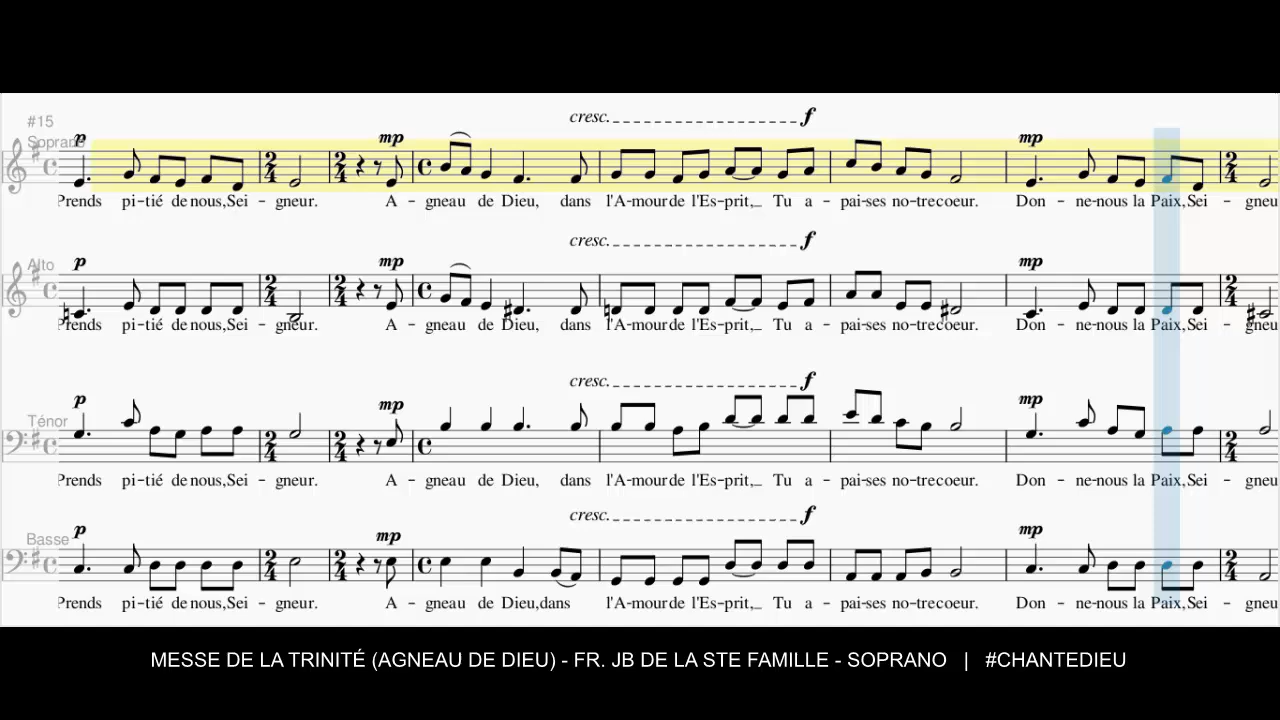 #15
cresc. f
Soprano p mp mp
Prends pi-tié de nous, Sei - gneur. A - gneau de Dieu, dans l'A-mour de l'Es-prit,_ Tu a - pai-ses no-tre coeur. Don - ne-nous la Paix, Sei - gneu
cresc. f
Alto p mp mp
Prends pi-tié de nous, Sei - gneur. A - gneau de Dieu, dans l'A-mour de l'Es-prit,_ Tu a - pai-ses no-tre coeur. Don - ne-nous la Paix, Sei - gneu
cresc. f
p mp mp
Ténor
Prends pi-tié de nous, Sei - gneur. A - gneau de Dieu, dans l'A-mour de l'Es-prit,_ Tu a - pai-ses no-tre coeur. Don - ne-nous la Paix, Sei - gneu
cresc. f
p mp mp
Basse
Prends pi-tié de nous, Sei - gneur. A - gneau de Dieu, dans l'A-mour de l'Es-prit,_ Tu a - pai-ses no-tre coeur. Don - ne-nous la Paix, Sei - gneu
MESSE DE LA TRINITÉ (AGNEAU DE DIEU) - FR. JB DE LA STE FAMILLE - SOPRANO | #CHANTEDIEU